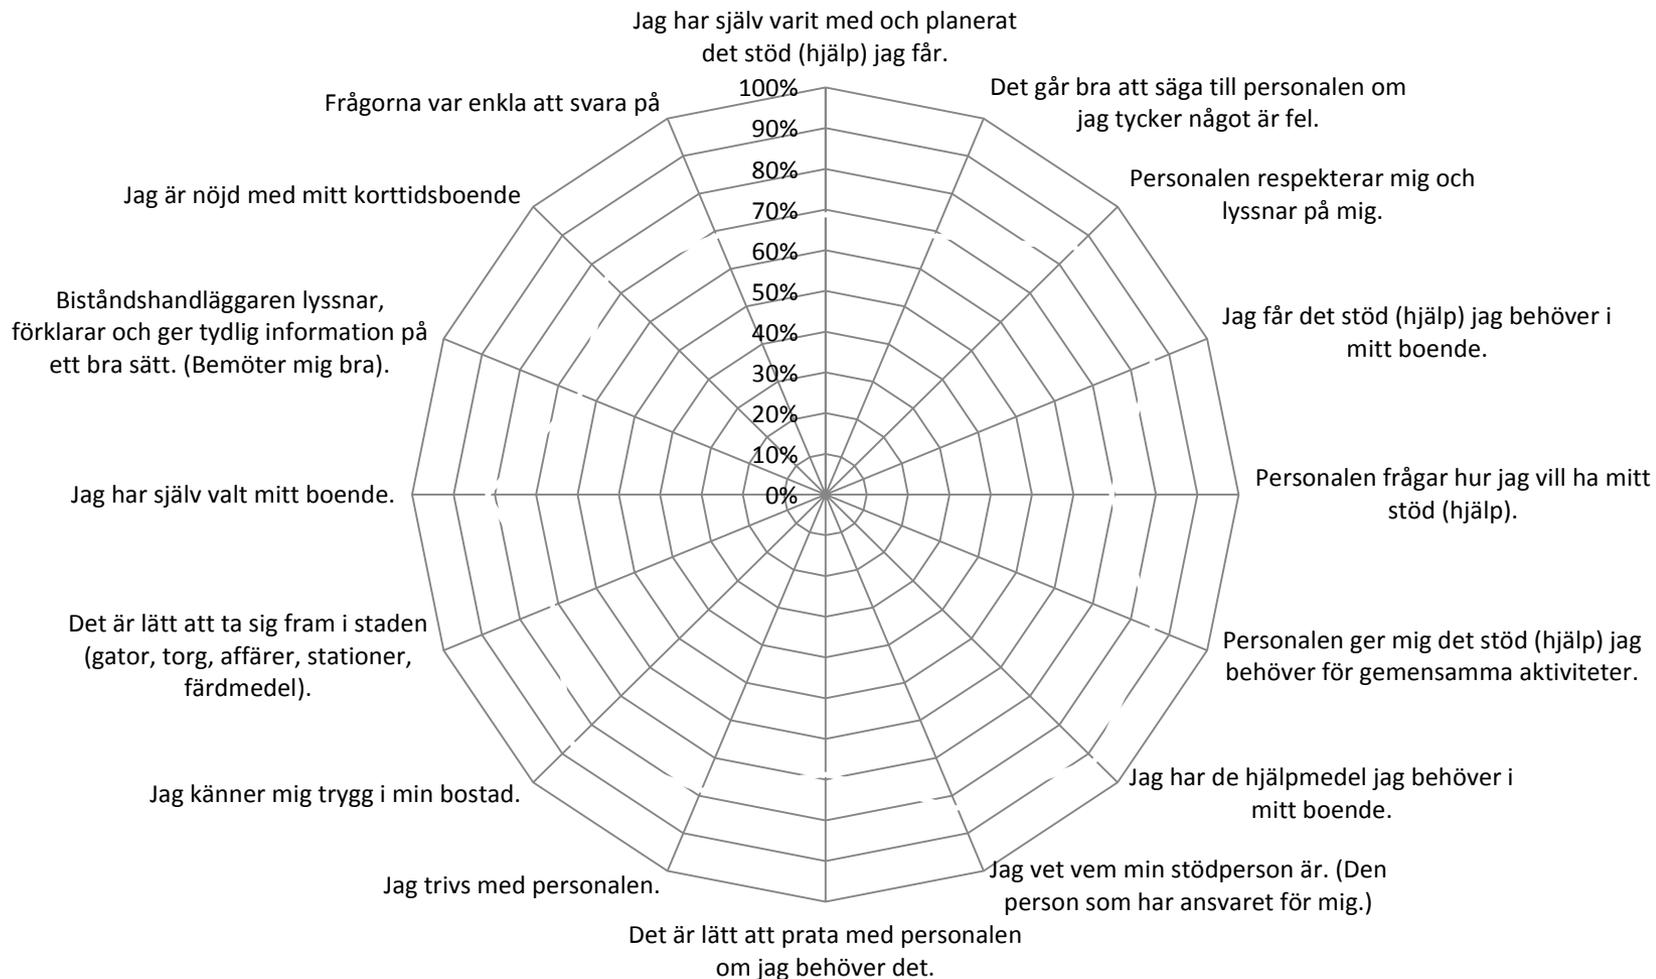 Jag har själv varit med och planerat
det stöd (hjälp) jag får.
Det går bra att säga till personalen om
jag tycker något är fel.
Personalen respekterar mig och
lyssnar på mig.
Jag får det stöd (hjälp) jag behöver i
mitt boende.
Personalen frågar hur jag vill ha mitt
stöd (hjälp).
Personalen ger mig det stöd (hjälp) jag
behöver för gemensamma aktiviteter.
Jag har de hjälpmedel jag behöver i
mitt boende.
Jag vet vem min stödperson är. (Den
person som har ansvaret för mig.)
Det är lätt att prata med personalen
om jag behöver det.
Jag trivs med personalen.
Jag känner mig trygg i min bostad.
Det är lätt att ta sig fram i staden
(gator, torg, affärer, stationer,
färdmedel).
Jag har själv valt mitt boende.
Biståndshandläggaren lyssnar,
förklarar och ger tydlig information på
ett bra sätt. (Bemöter mig bra).
Jag är nöjd med mitt korttidsboende
Frågorna var enkla att svara på
100%
90%
80%
70%
60%
50%
40%
30%
20%
10%
0%